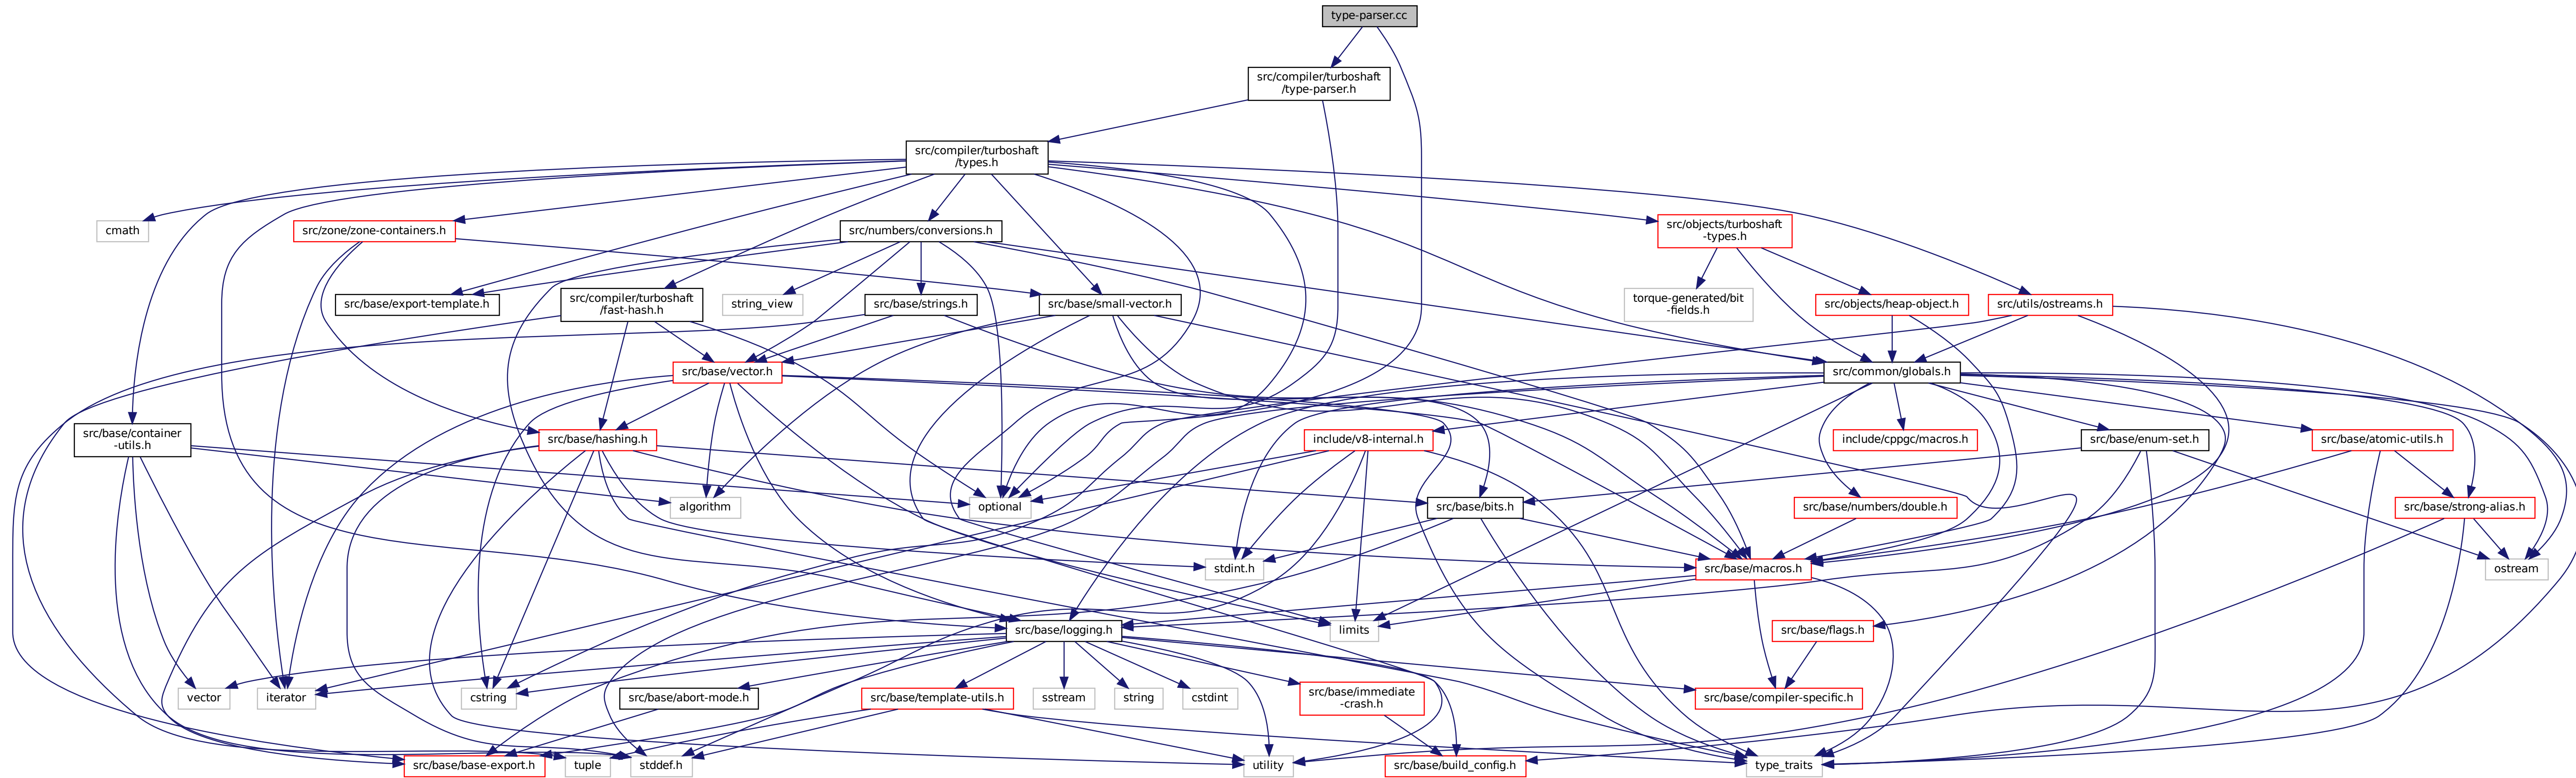 type-parser.cc
src/compiler/turboshaft
/type-parser.h
src/compiler/turboshaft
/types.h
cmath
src/zone/zone-containers.h
src/numbers/conversions.h
src/objects/turboshaft
-types.h
src/base/export-template.h
src/compiler/turboshaft
/fast-hash.h
string_view
src/base/strings.h
src/base/small-vector.h
torque-generated/bit
-fields.h
src/objects/heap-object.h
src/utils/ostreams.h
src/base/vector.h
src/common/globals.h
src/base/container
-utils.h
src/base/hashing.h
include/v8-internal.h
include/cppgc/macros.h
src/base/enum-set.h
src/base/atomic-utils.h
algorithm
optional
src/base/bits.h
src/base/numbers/double.h
src/base/strong-alias.h
stdint.h
src/base/macros.h
ostream
src/base/logging.h
limits
src/base/flags.h
vector
iterator
cstring
src/base/abort-mode.h
src/base/template-utils.h
sstream
string
cstdint
src/base/immediate
-crash.h
src/base/compiler-specific.h
src/base/base-export.h
tuple
stddef.h
utility
src/base/build_config.h
type_traits